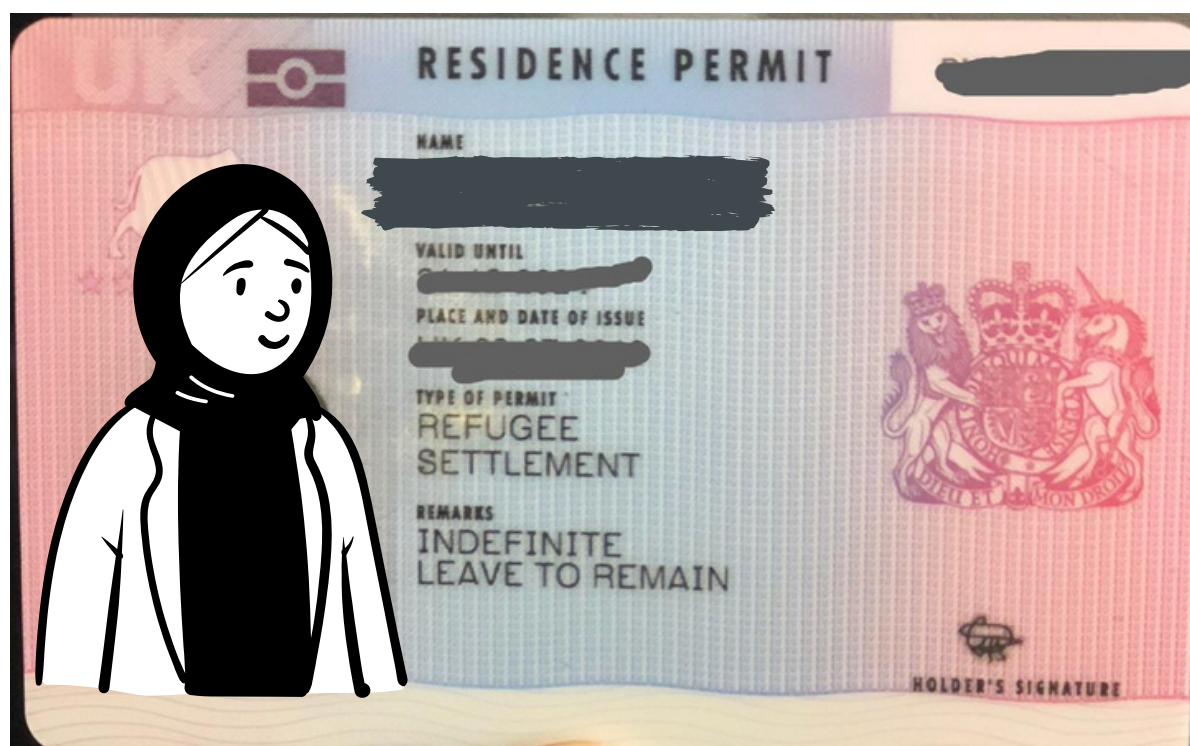 UK
RESIDENCE PERMIT
NAME
VALID UNTIL
PLACE AND DATE OF ISSUE
TYPE OF PERMIT
REFUGEE
SETTLEMENT
REMARKS
INDEFINITE
LEAVE TO REMAIN
DIEU ET MON DROIT
HOLDER'S SIGNATURE